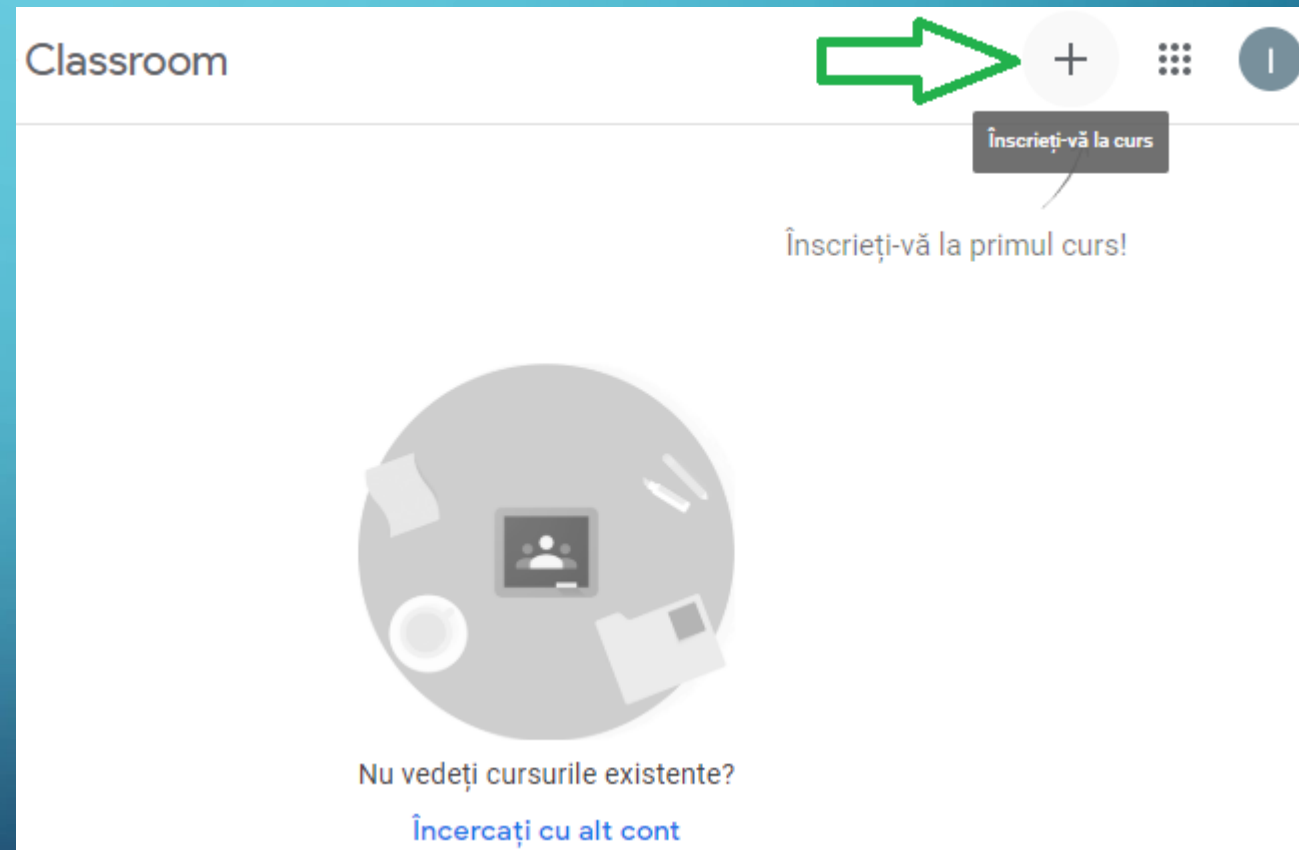 Classroom
I
Înscrieți-vă la curs
Înscrieți-vă la primul curs!
Nu vedeți cursurile existente?
Încercați cu alt cont